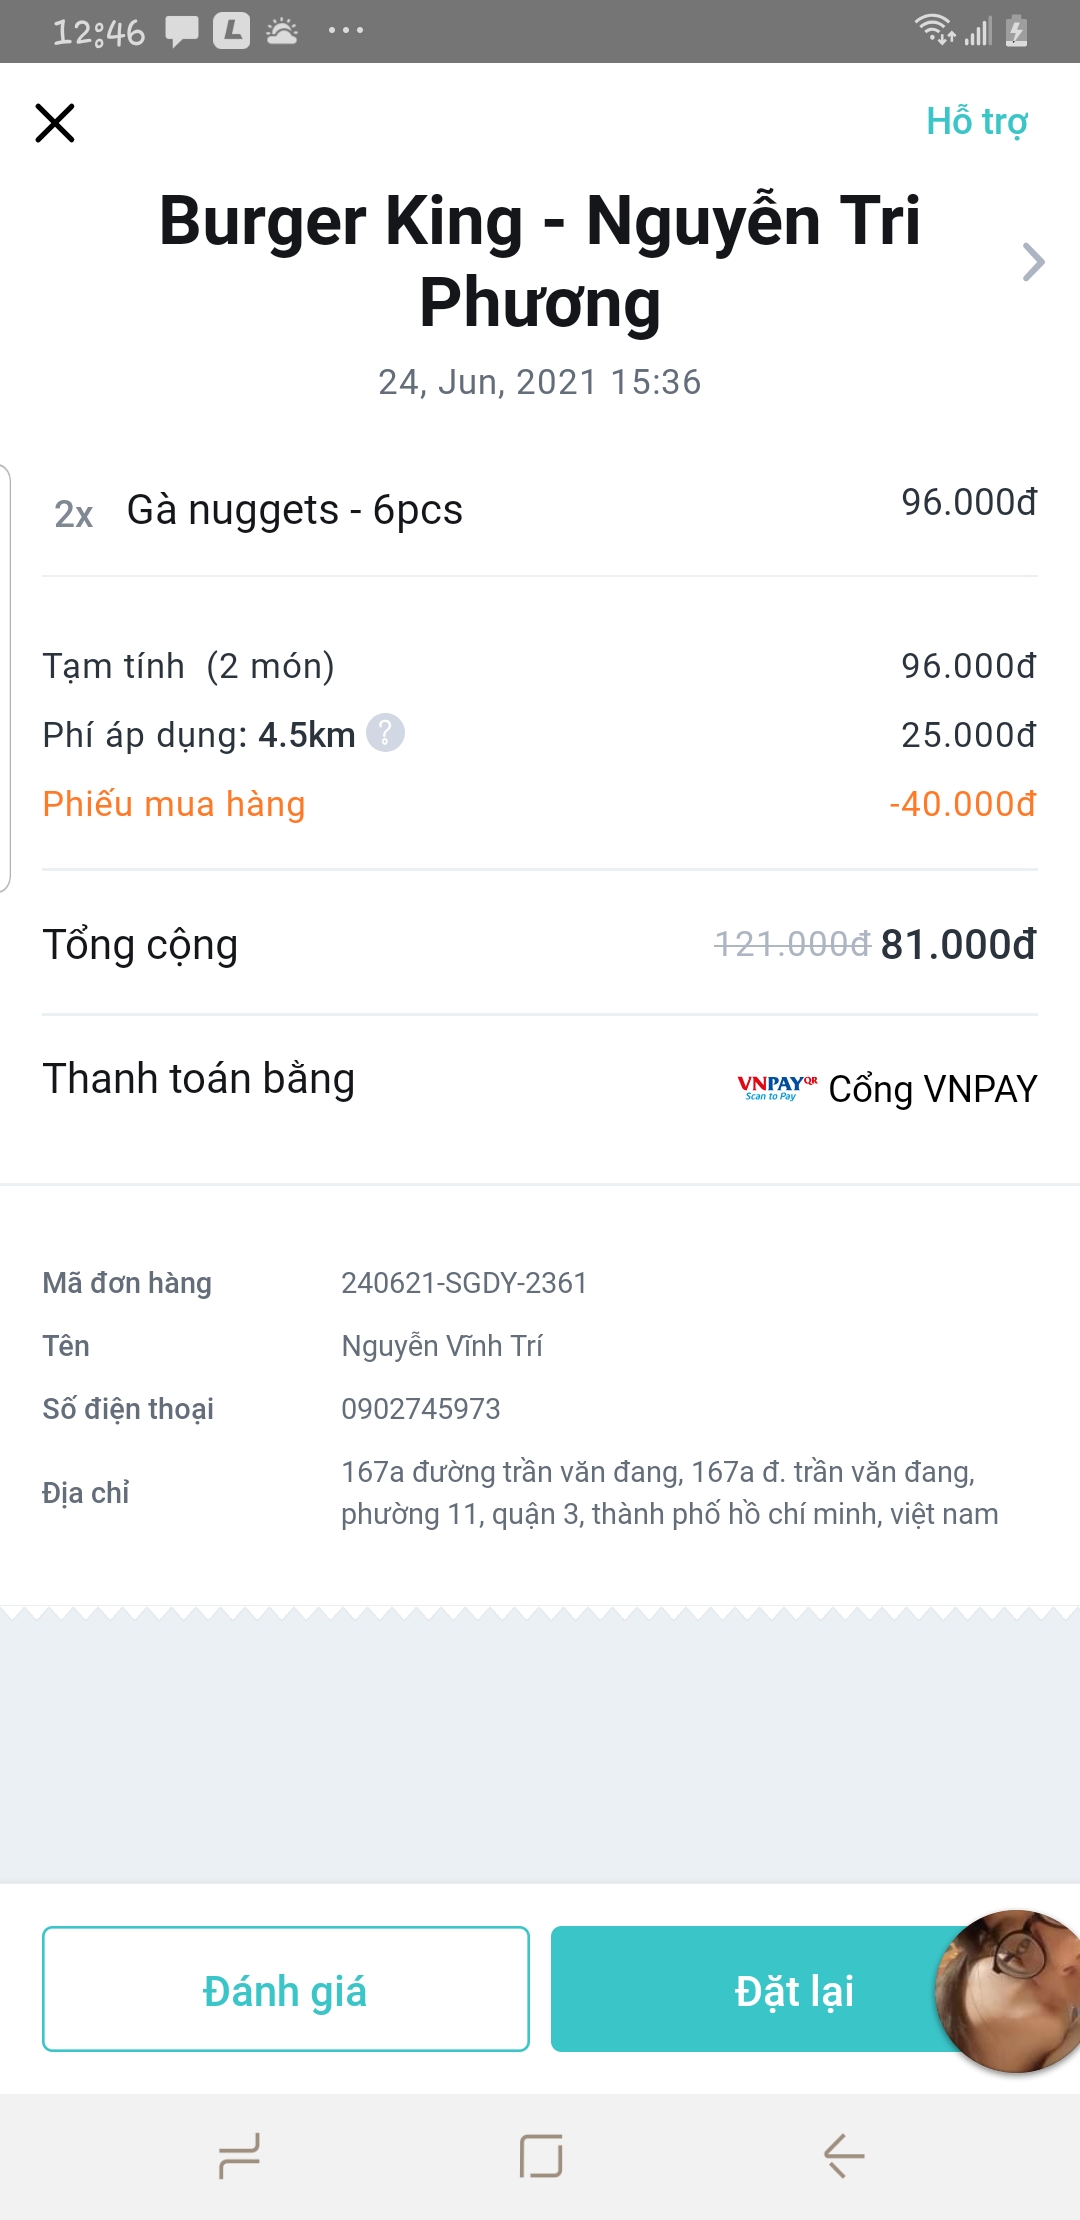 12:46
Hỗ trợ
Burger King - Nguyễn Tri
Phương
24, Jun, 2021 15:36
2x Gà nuggets - 6pcs 96.000đ
Tạm tính (2 món) 96.000đ
Phí áp dụng: 4.5km ? 25.000đ
Phiếu mua hàng -40.000đ
Tổng cộng 121.000đ 81.000đ
Thanh toán bằng VNPAYQR Scan to Pay Cổng VNPAY
Mã đơn hàng 240621-SGDY-2361
Tên Nguyễn Vĩnh Trí
Số điện thoại 0902745973
Địa chỉ 167a đường trần văn đang, 167a đ. trần văn đang,
phường 11, quận 3, thành phố hồ chí minh, việt nam
Đánh giá Đặt lại